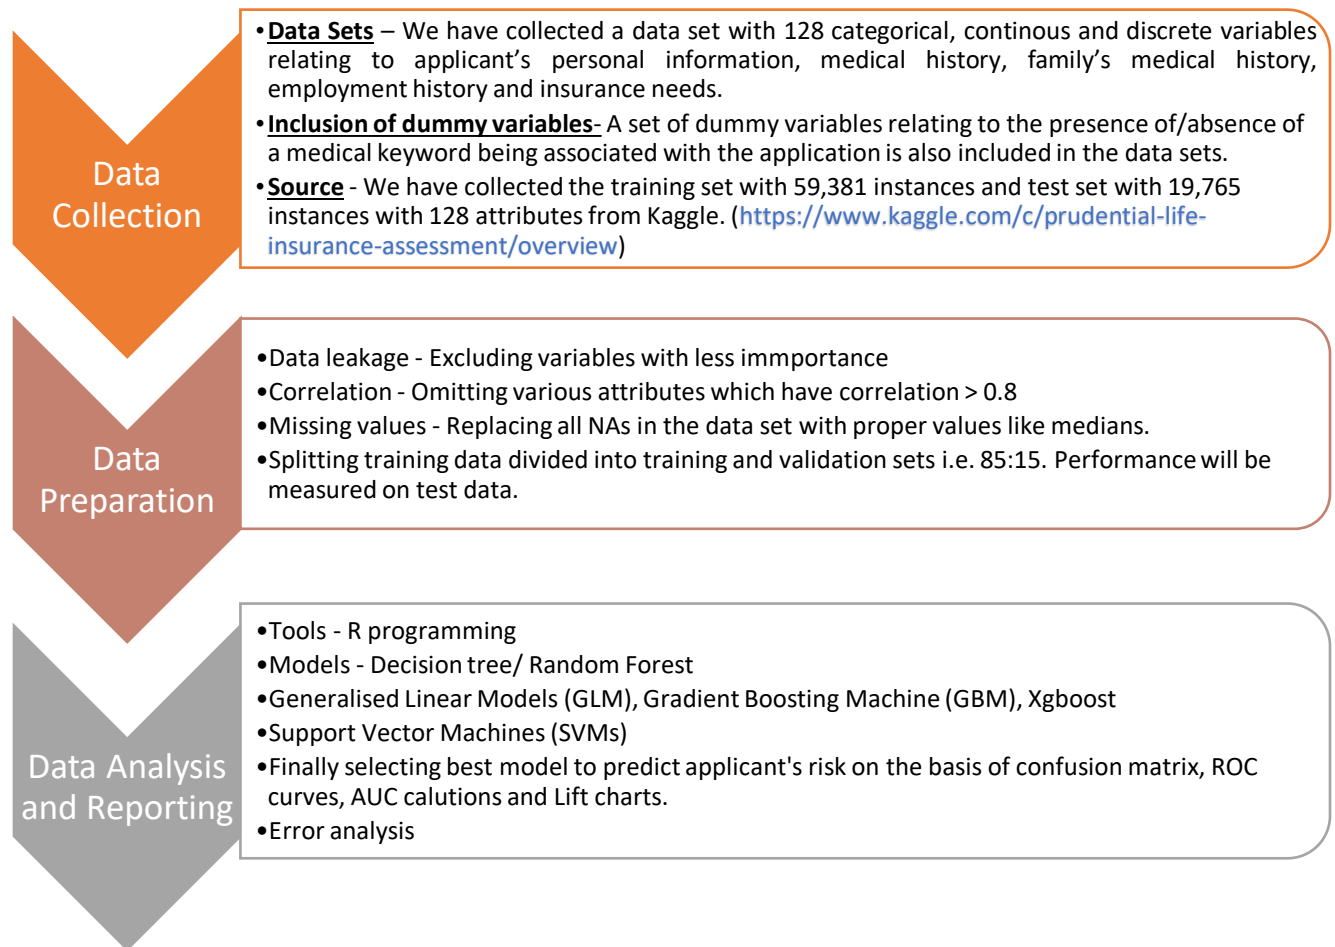 Data
Collection
•Data Sets – We have collected a data set with 128 categorical, continous and discrete variables
relating to applicant’s personal information, medical history, family’s medical history,
employment history and insurance needs.
•Inclusion of dummy variables- A set of dummy variables relating to the presence of/absence of
a medical keyword being associated with the application is also included in the data sets.
•Source - We have collected the training set with 59,381 instances and test set with 19,765
instances with 128 attributes from Kaggle. (https://www.kaggle.com/c/prudential-life-
insurance-assessment/overview)
Data
Preparation
•Data leakage - Excluding variables with less immportance
•Correlation - Omitting various attributes which have correlation > 0.8
•Missing values - Replacing all NAs in the data set with proper values like medians.
•Splitting training data divided into training and validation sets i.e. 85:15. Performance will be
measured on test data.
Data Analysis
and Reporting
•Tools - R programming
•Models - Decision tree/ Random Forest
•Generalised Linear Models (GLM), Gradient Boosting Machine (GBM), Xgboost
•Support Vector Machines (SVMs)
•Finally selecting best model to predict applicant's risk on the basis of confusion matrix, ROC
curves, AUC calutions and Lift charts.
•Error analysis